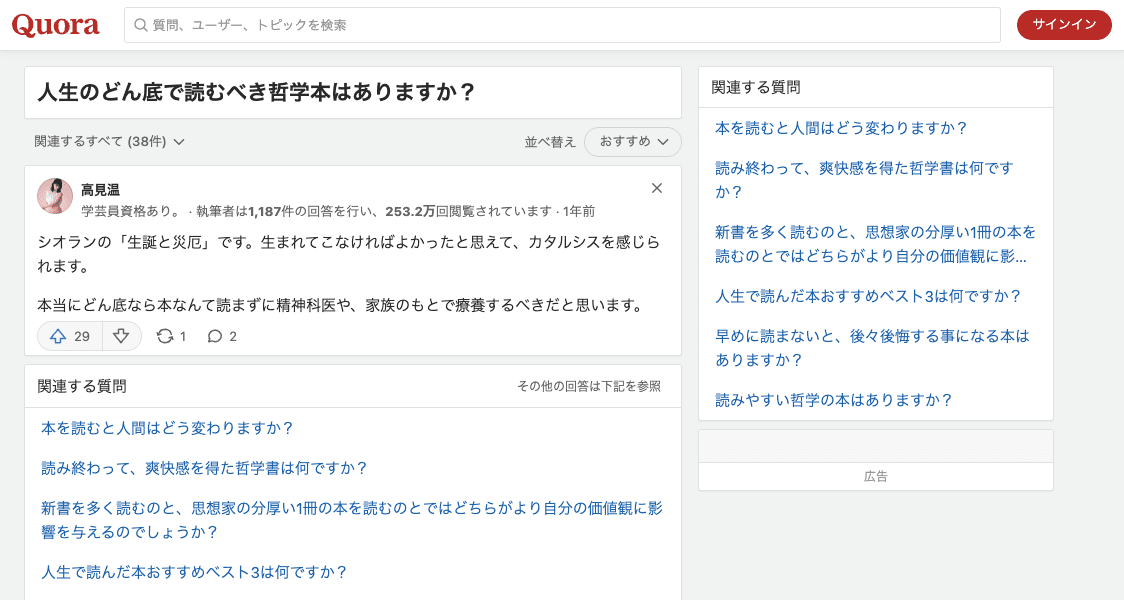 Quora
質問、ユーザー、トピックを検索
サインイン
人生のどん底で読むべき哲学本はありますか？
関連するすべて (38件)
並べ替え
おすすめ
高見温
学芸員資格あり。 · 執筆者は1,187件の回答を行い、253.2万回閲覧されています · 1年前
シオランの「生誕と災厄」です。生まれてこなければよかったと思えて、カタルシスを感じら
れます。
本当にどん底なら本なんて読まずに精神科医や、家族のもとで療養するべきだと思います。
29
1
2
関連する質問
その他の回答は下記を参照
本を読むと人間はどう変わりますか？
読み終わって、爽快感を得た哲学書は何ですか？
新書を多く読むのと、思想家の分厚い1冊の本を読むのとではどちらがより自分の価値観に影
響を与えるのでしょうか？
人生で読んだ本おすすめベスト3は何ですか？
関連する質問
本を読むと人間はどう変わりますか？
読み終わって、爽快感を得た哲学書は何です
か？
新書を多く読むのと、思想家の分厚い1冊の本を
読むのとではどちらがより自分の価値観に影...
人生で読んだ本おすすめベスト3は何ですか？
早めに読まないと、後々後悔する事になる本は
ありますか？
読みやすい哲学の本はありますか？
広告